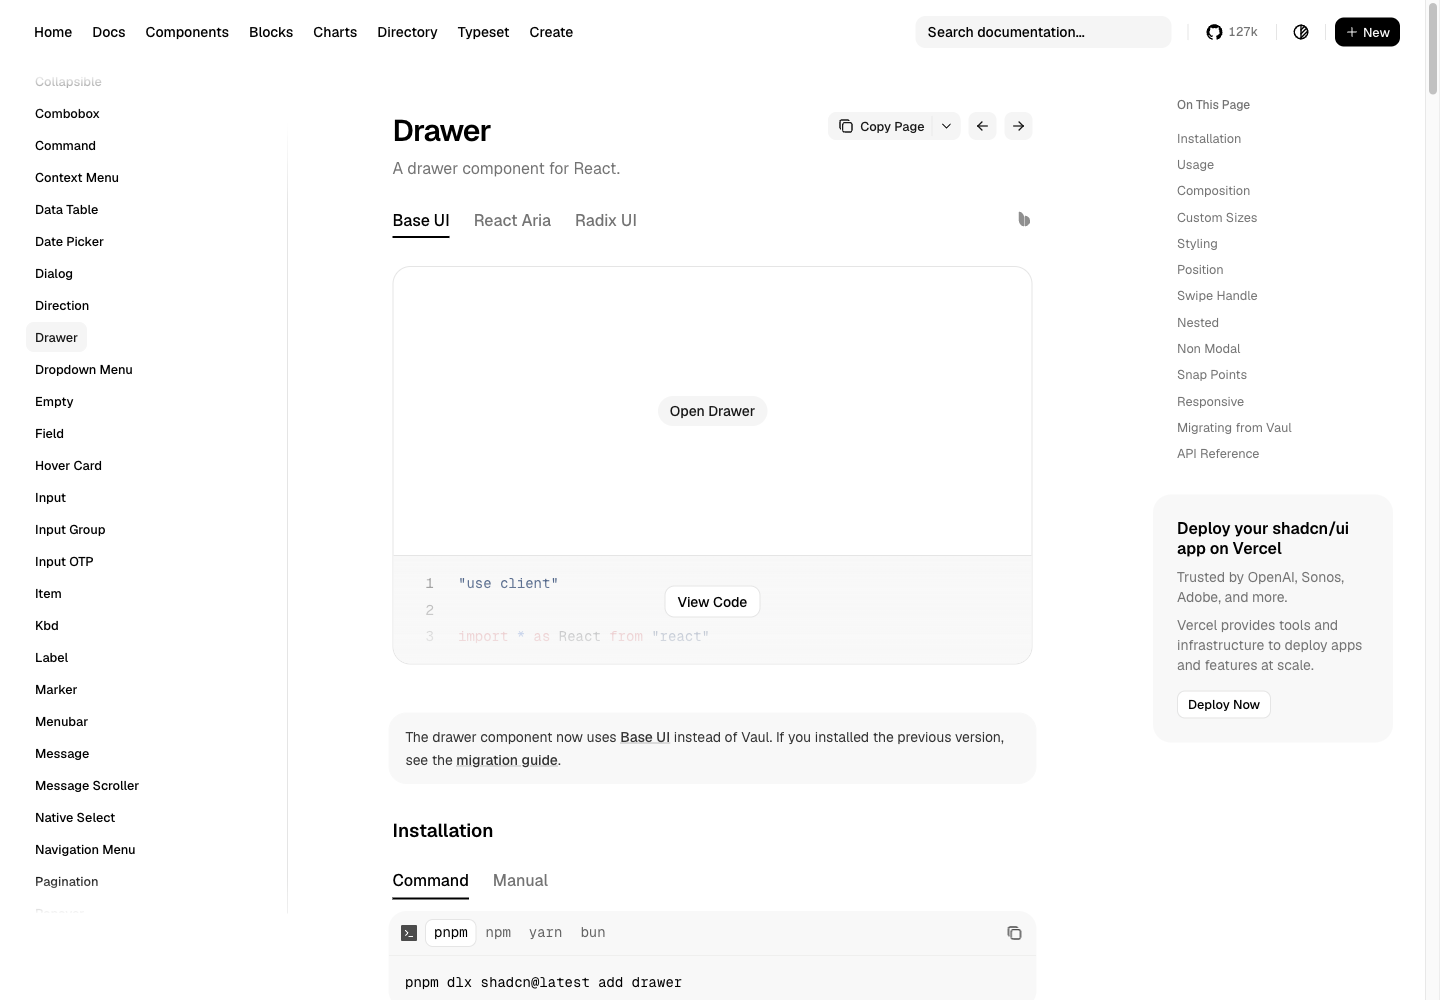 Home Docs Components Blocks Charts Directory Typeset Create
Search documentation...
127k
New
Collapsible
Combobox
Command
Context Menu
Data Table
Date Picker
Dialog
Direction
Drawer
Dropdown Menu
Empty
Field
Hover Card
Input
Input Group
Input OTP
Item
Kbd
Label
Marker
Menubar
Message
Message Scroller
Native Select
Navigation Menu
Pagination
Drawer
Copy Page
A drawer component for React.
Base UI React Aria Radix UI
Open Drawer
1 "use client"
2
3 import * as React from "react"
View Code
The drawer component now uses Base UI instead of Vaul. If you installed the previous version,
see the migration guide.
Installation
Command Manual
pnpm npm yarn bun
pnpm dlx shadcn@latest add drawer
On This Page
Installation
Usage
Composition
Custom Sizes
Styling
Position
Swipe Handle
Nested
Non Modal
Snap Points
Responsive
Migrating from Vaul
API Reference
Deploy your shadcn/ui
app on Vercel
Trusted by OpenAI, Sonos,
Adobe, and more.
Vercel provides tools and
infrastructure to deploy apps
and features at scale.
Deploy Now